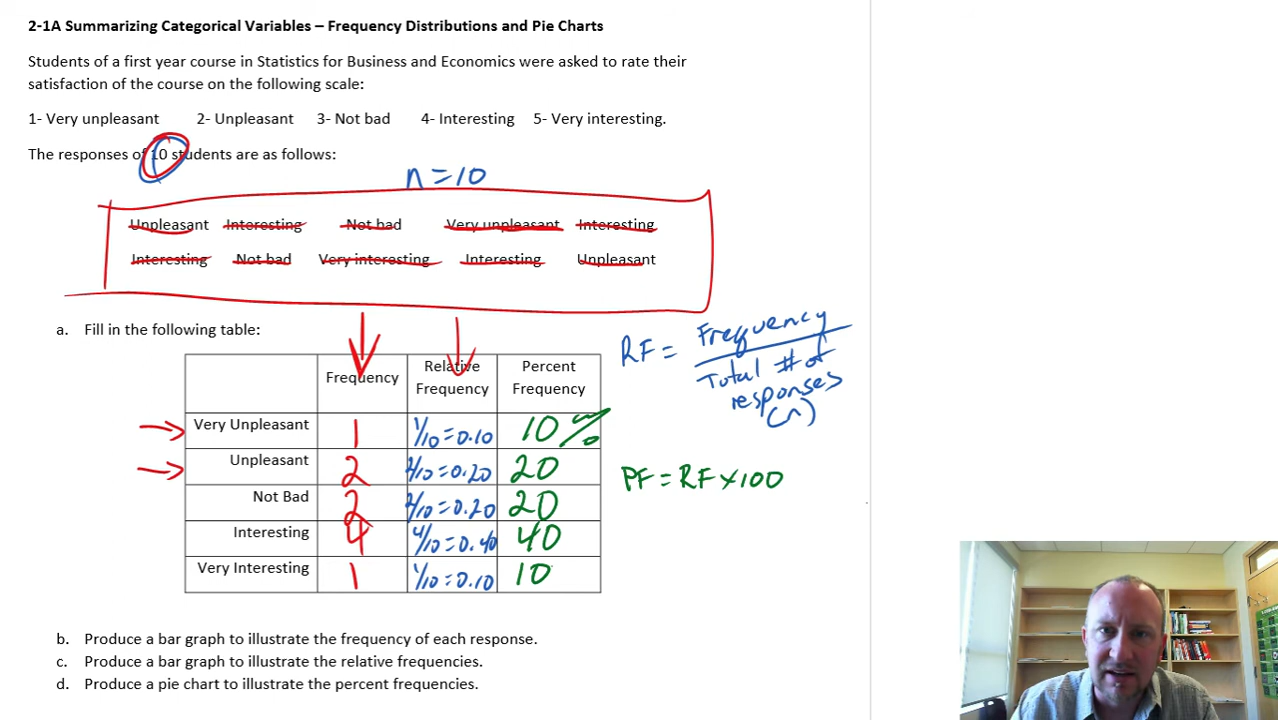 2-1A Summarizing Categorical Variables – Frequency Distributions and Pie Charts
Students of a first year course in Statistics for Business and Economics were asked to rate their
satisfaction of the course on the following scale:
1- Very unpleasant 2- Unpleasant 3- Not bad 4- Interesting 5- Very interesting.
The responses of 10 students are as follows:
n = 10
Unpleasant Interesting Not bad Very unpleasant Interesting
Interesting Not bad Very interesting Interesting Unpleasant
a. Fill in the following table:
RF = Frequency
Total # of
responses
(n)
Frequency Relative Frequency Percent Frequency
Very Unpleasant 1 1/10 = 0.10 10 %
Unpleasant 2 2/10 = 0.20 20
PF = RF × 100
Not Bad 2 2/10 = 0.20 20
Interesting 4 4/10 = 0.40 40
Very Interesting 1 1/10 = 0.10 10
b. Produce a bar graph to illustrate the frequency of each response.
c. Produce a bar graph to illustrate the relative frequencies.
d. Produce a pie chart to illustrate the percent frequencies.